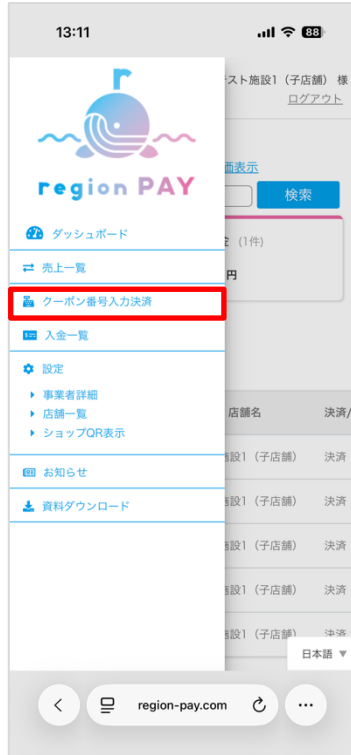 13:11
88
テスト施設1（子店舗） 様
ログアウト
region PAY
価表示
検索
ダッシュボード
（1件）
売上一覧
円
クーポン番号入力決済
入金一覧
設定
事業者詳細
店舗一覧
店舗名
決済/
ショップQR表示
施設1（子店舗）
決済
お知らせ
資料ダウンロード
施設1（子店舗）
決済
施設1（子店舗）
決済
施設1（子店舗）
決済
施設1（子店舗）
決済
日本語 ▼
region-pay.com